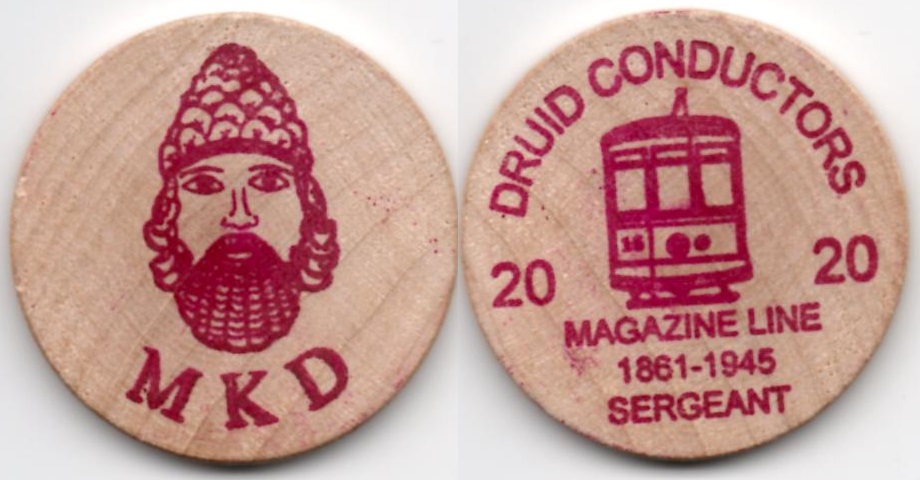 MKD
DRUID CONDUCTORS
16
20 20
MAGAZINE LINE
1861-1945
SERGEANT